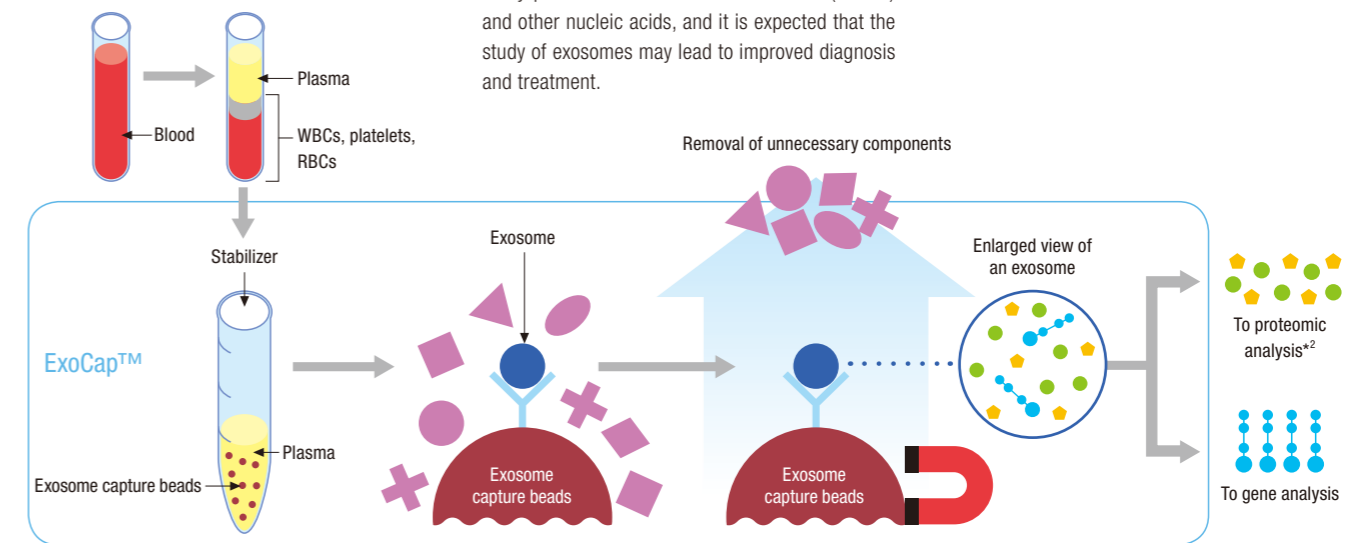 and other nucleic acids, and it is expected that the
study of exosomes may lead to improved diagnosis
and treatment.
Plasma
Blood
WBCs, platelets,
RBCs
Removal of unnecessary components
Stabilizer
Exosome
Enlarged view of
an exosome
ExoCap™
To proteomic
analysis*²
Plasma
Exosome capture beads
Exosome
capture beads
Exosome
capture beads
To gene analysis